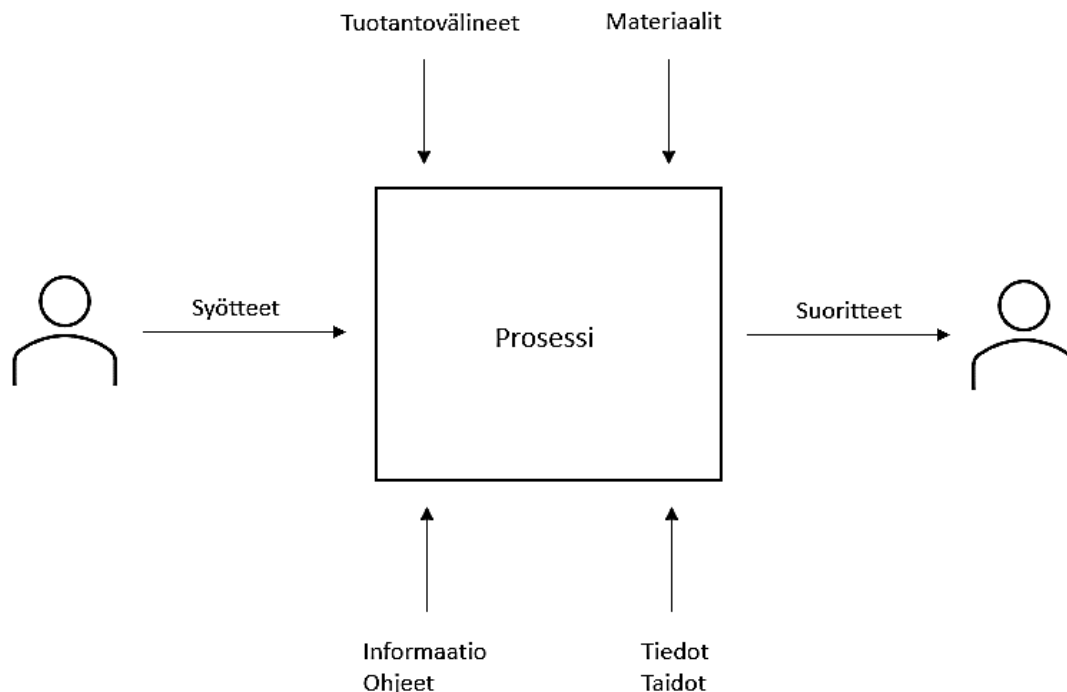 Tuotantovälineet
Materiaalit
Syötteet
Prosessi
Suoritteet
Informaatio
Ohjeet
Tiedot
Taidot